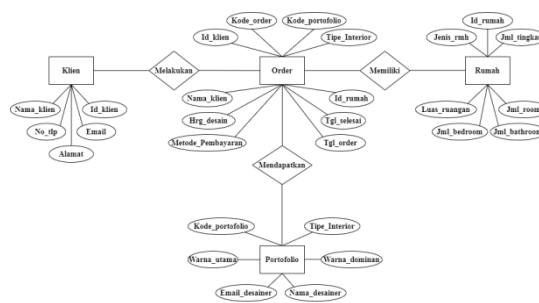 Kode_order Kode_portofolio Id_rumah
Id_klien Tipe_Interior Jenis_rmh Jml_tingkat
Klien Melakukan Order Memiliki Rumah
Nama_klien Id_klien Nama_klien Id_rumah Luas_ruangan Jml_room
No_tlp Email Hrg_desain Tgl_selesai Jml_bedroom Jml_bathroom
Alamat Metode_Pembayaran Tgl_order
Mendapatkan
Kode_portofolio Tipe_Interior
Warna_utama Portofolio Warna_dominan
Email_desainer Nama_desainer